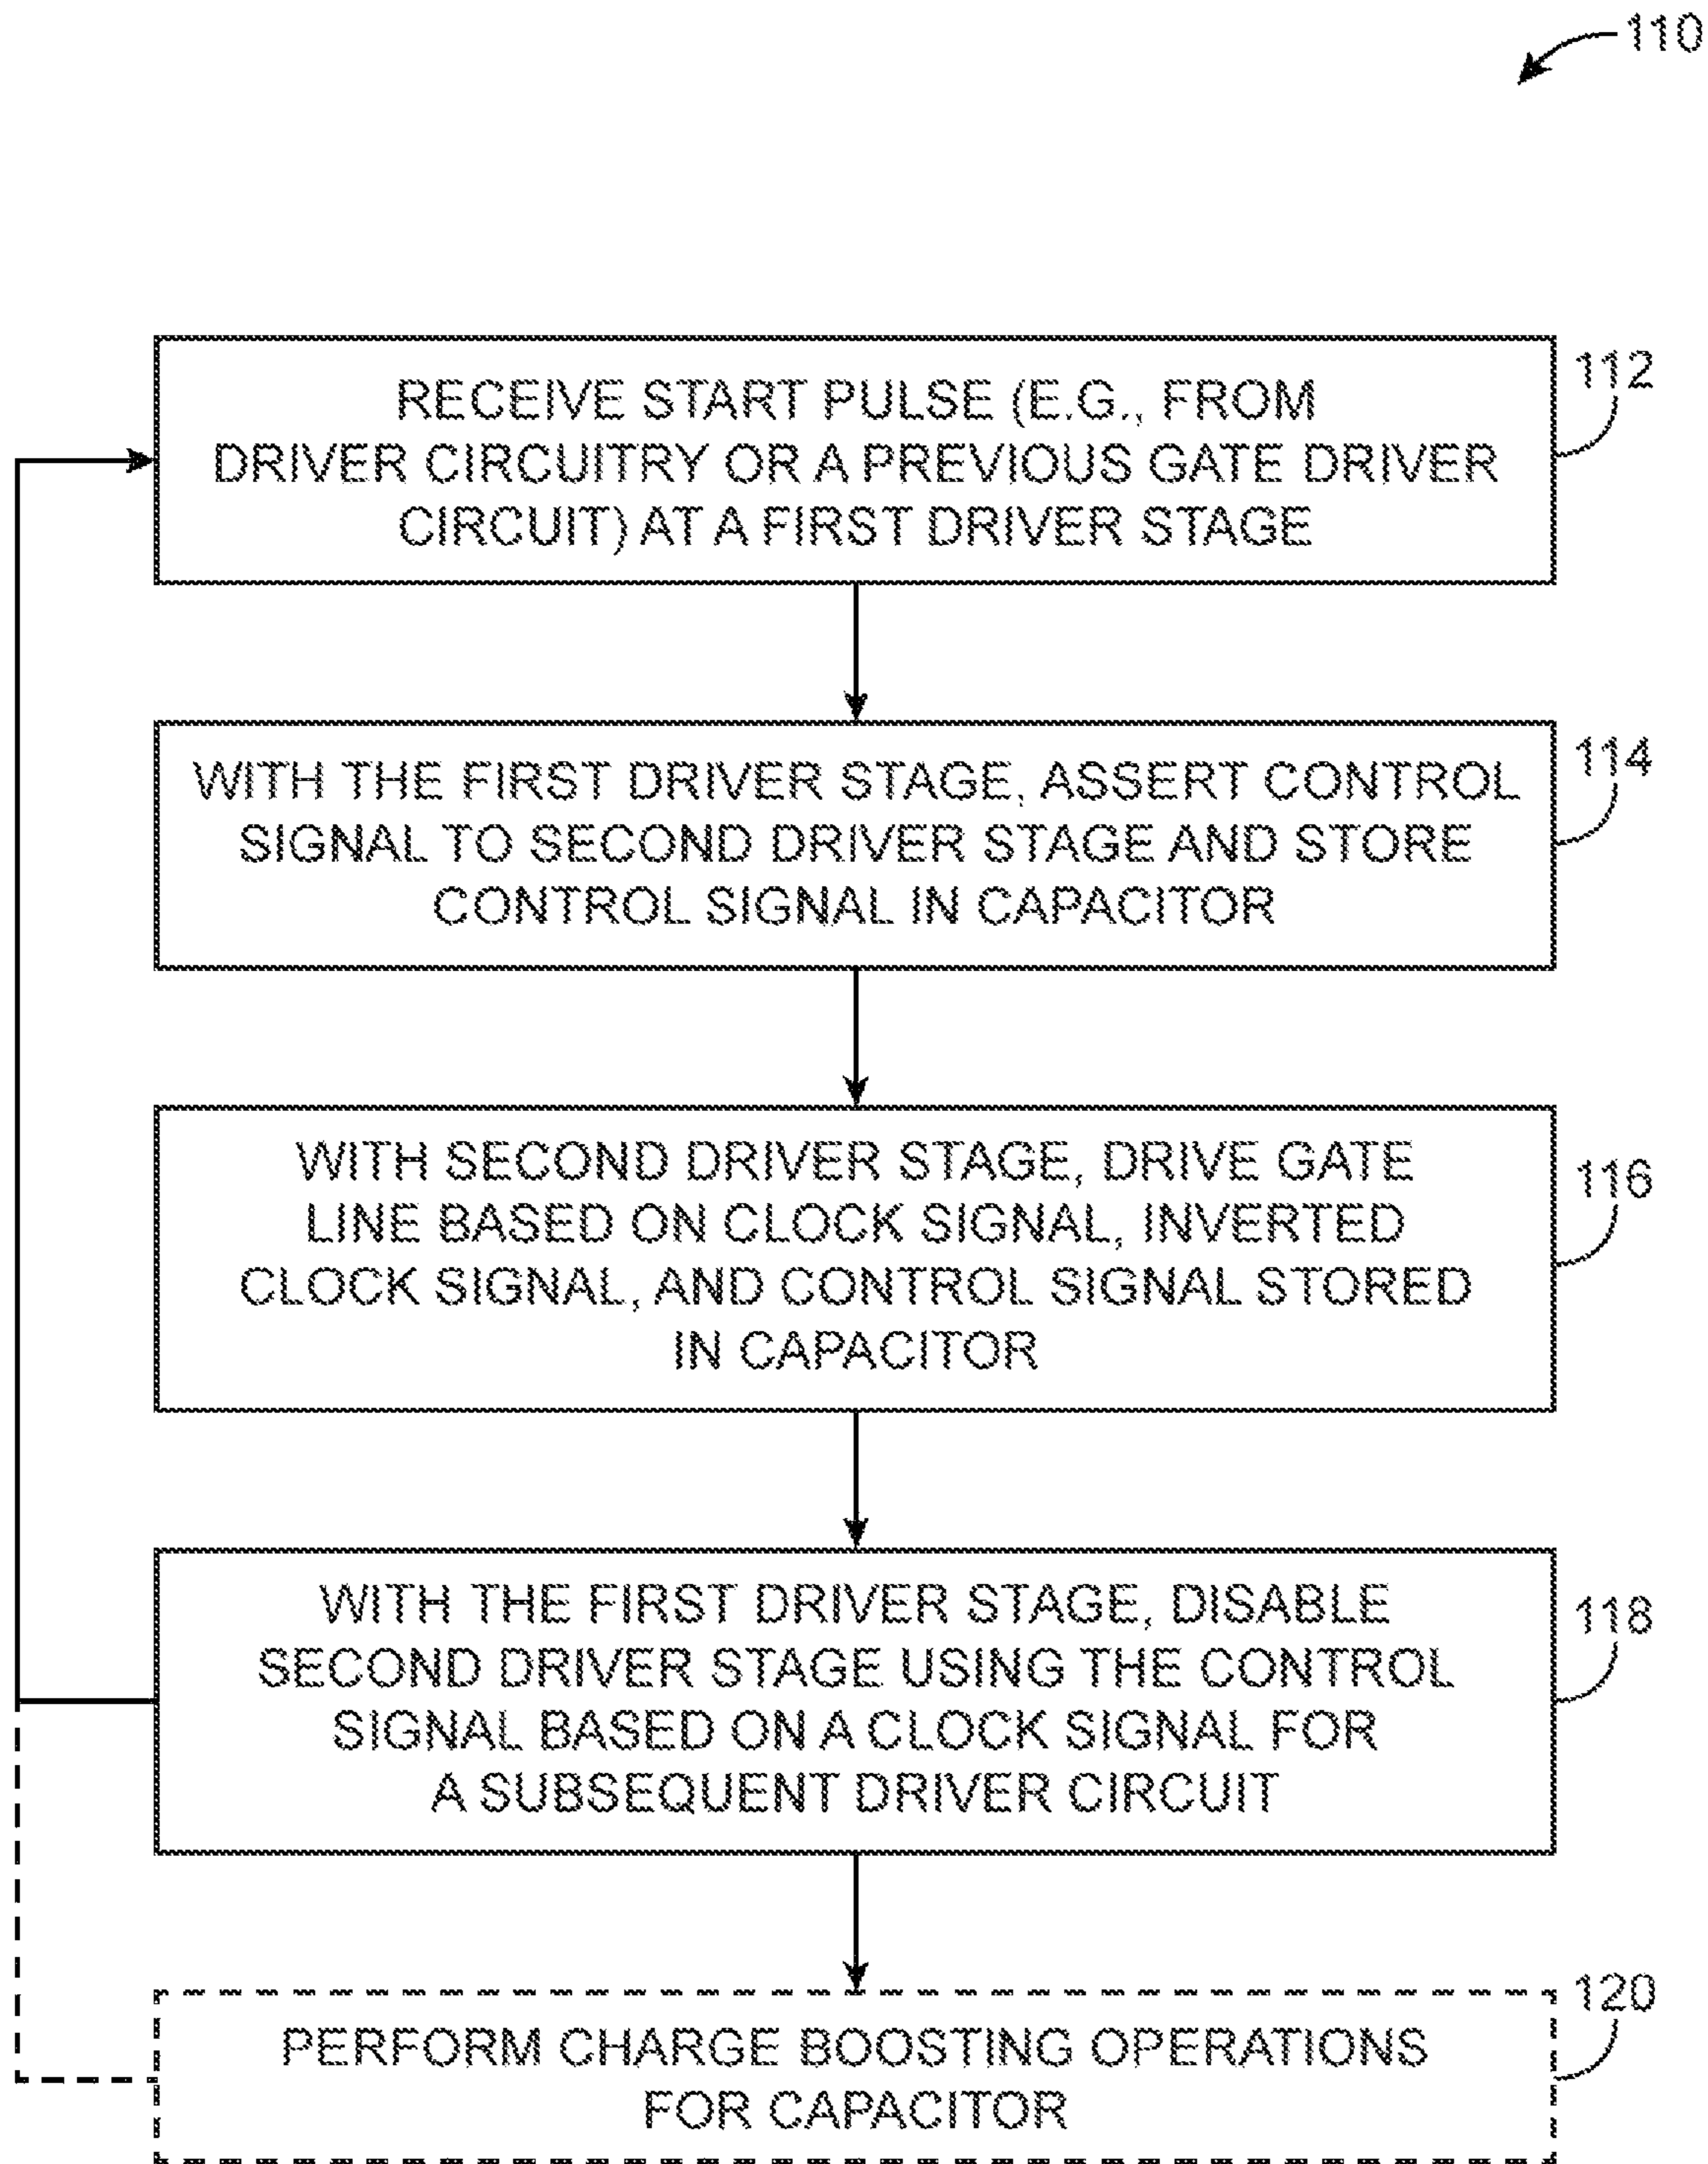 110
RECEIVE START PULSE (E.G., FROM
DRIVER CIRCUITRY OR A PREVIOUS GATE DRIVER
CIRCUIT) AT A FIRST DRIVER STAGE
112
WITH THE FIRST DRIVER STAGE, ASSERT CONTROL
SIGNAL TO SECOND DRIVER STAGE AND STORE
CONTROL SIGNAL IN CAPACITOR
114
WITH SECOND DRIVER STAGE, DRIVE GATE
LINE BASED ON CLOCK SIGNAL, INVERTED
CLOCK SIGNAL, AND CONTROL SIGNAL STORED
IN CAPACITOR
116
WITH THE FIRST DRIVER STAGE, DISABLE
SECOND DRIVER STAGE USING THE CONTROL
SIGNAL BASED ON A CLOCK SIGNAL FOR
A SUBSEQUENT DRIVER CIRCUIT
118
PERFORM CHARGE BOOSTING OPERATIONS
FOR CAPACITOR
120